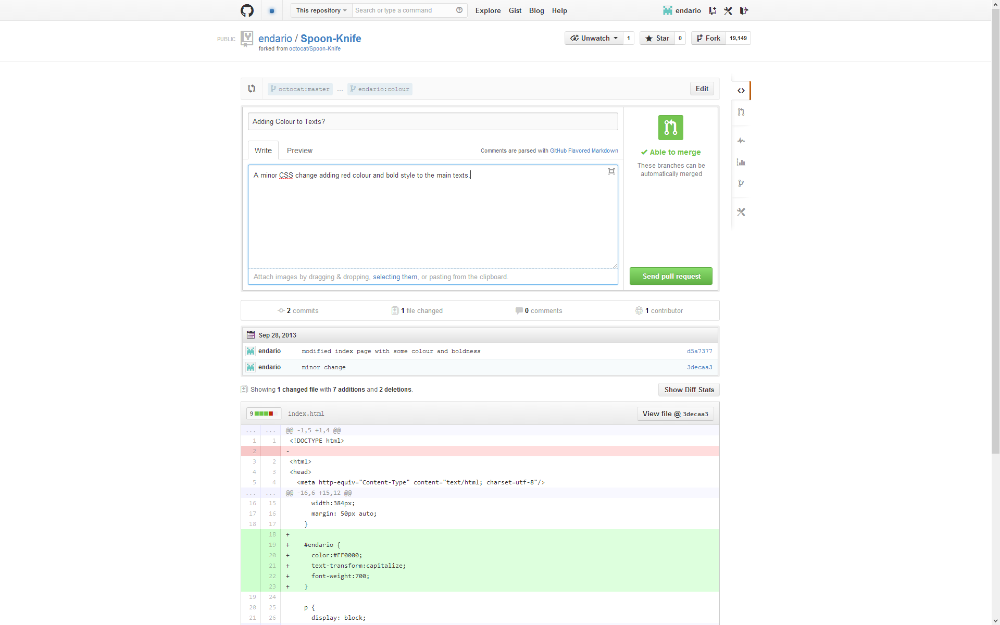 This repository Search or type a command Explore Gist Blog Help endario
PUBLIC endario / Spoon-Knife Unwatch 1 Star 0 Fork 19,149
forked from octocat/Spoon-Knife
octocat:master ... endario:colour Edit
Adding Colour to Texts?
Write Preview Comments are parsed with GitHub Flavored Markdown
Able to merge
These branches can be
automatically merged
A minor CSS change adding red colour and bold style to the main texts.
Attach images by dragging & dropping, selecting them, or pasting from the clipboard.
Send pull request
2 commits 1 file changed 0 comments 1 contributor
Sep 28, 2013
endario modified index page with some colour and boldness d5a7377
endario minor change 3decaa3
Showing 1 changed file with 7 additions and 2 deletions. Show Diff Stats
9 index.html View file @ 3decaa3
... ... @@ -1,5 +1,4 @@
1 1 <!DOCTYPE html>
2 -
3 2 <html>
4 3 <head>
5 4 <meta http-equiv="Content-Type" content="text/html; charset=utf-8"/>
... ... @@ -16,6 +15,12 @@
16 15 width:384px;
17 16 margin: 50px auto;
18 17 }
18 +
19 + #endario {
20 + color:#FF0000;
21 + text-transform:capitalize;
22 + font-weight:700;
23 + }
19 24
20 25 p {
21 26 display: block;